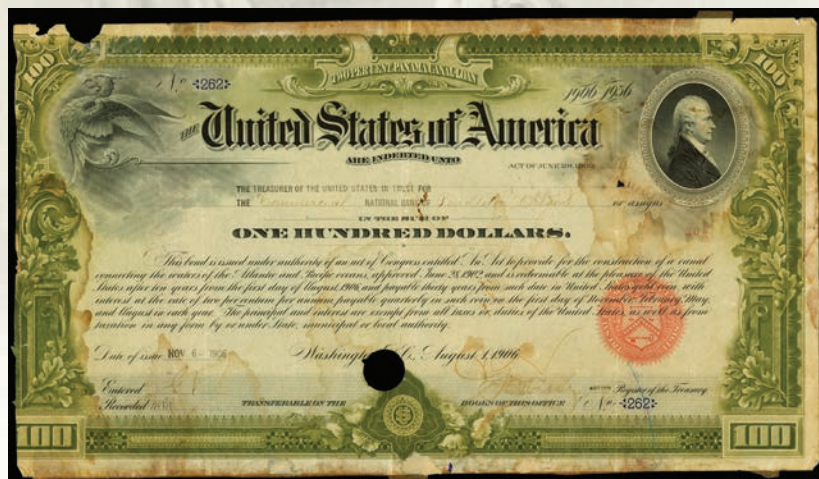 100
100
No 262
TWO PER CENT PANAMA CANAL LOAN
1906 1936
THE United States of America
ARE INDEBTED UNTO
ACT OF JUNE 28, 1902
THE TREASURER OF THE UNITED STATES IN TRUST FOR
THE Commercial NATIONAL BANK OF or assigns
IN THE SUM OF
ONE HUNDRED DOLLARS.
This bond is issued under authority of an act of Congress entitled An Act to provide for the construction of a canal
connecting the waters of the Atlantic and Pacific oceans, approved June 28, 1902 and is redeemable at the pleasure of the United
States after ten years from the first day of August, 1906, and payable thirty years from such date in United States gold coin, with
interest at the rate of two per centum per annum payable quarterly in such coin on the first day of November, February, May,
and August in each year. The principal and interest are exempt from all taxes or duties of the United States, as well as from
taxation in any form by or under State, municipal or local authority.
Date of issue NOV 6 - 1906 Washington D.C. August 1, 1906
Entered Register of the Treasury
Recorded TRANSFERABLE ON THE BOOKS OF THIS OFFICE No 262
100
100